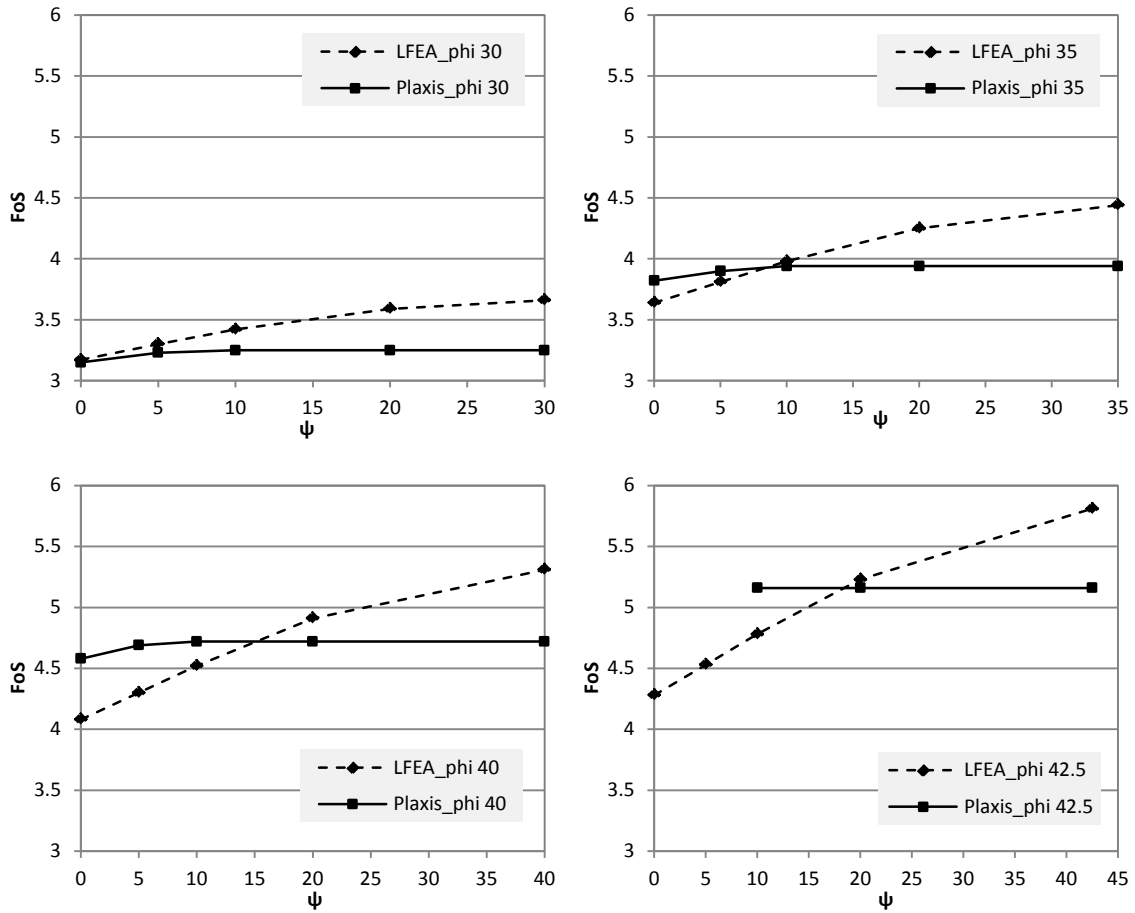 6
5.5
5
4.5
4
3.5
3
FoS
0 5 10 15 20 25 30
ψ
LFEA_phi 30
Plaxis_phi 30
6
5.5
5
4.5
4
3.5
3
FoS
0 5 10 15 20 25 30 35
ψ
LFEA_phi 35
Plaxis_phi 35
6
5.5
5
4.5
4
3.5
3
FoS
0 5 10 15 20 25 30 35 40
ψ
LFEA_phi 40
Plaxis_phi 40
6
5.5
5
4.5
4
3.5
3
FoS
0 5 10 15 20 25 30 35 40 45
ψ
LFEA_phi 42.5
Plaxis_phi 42.5